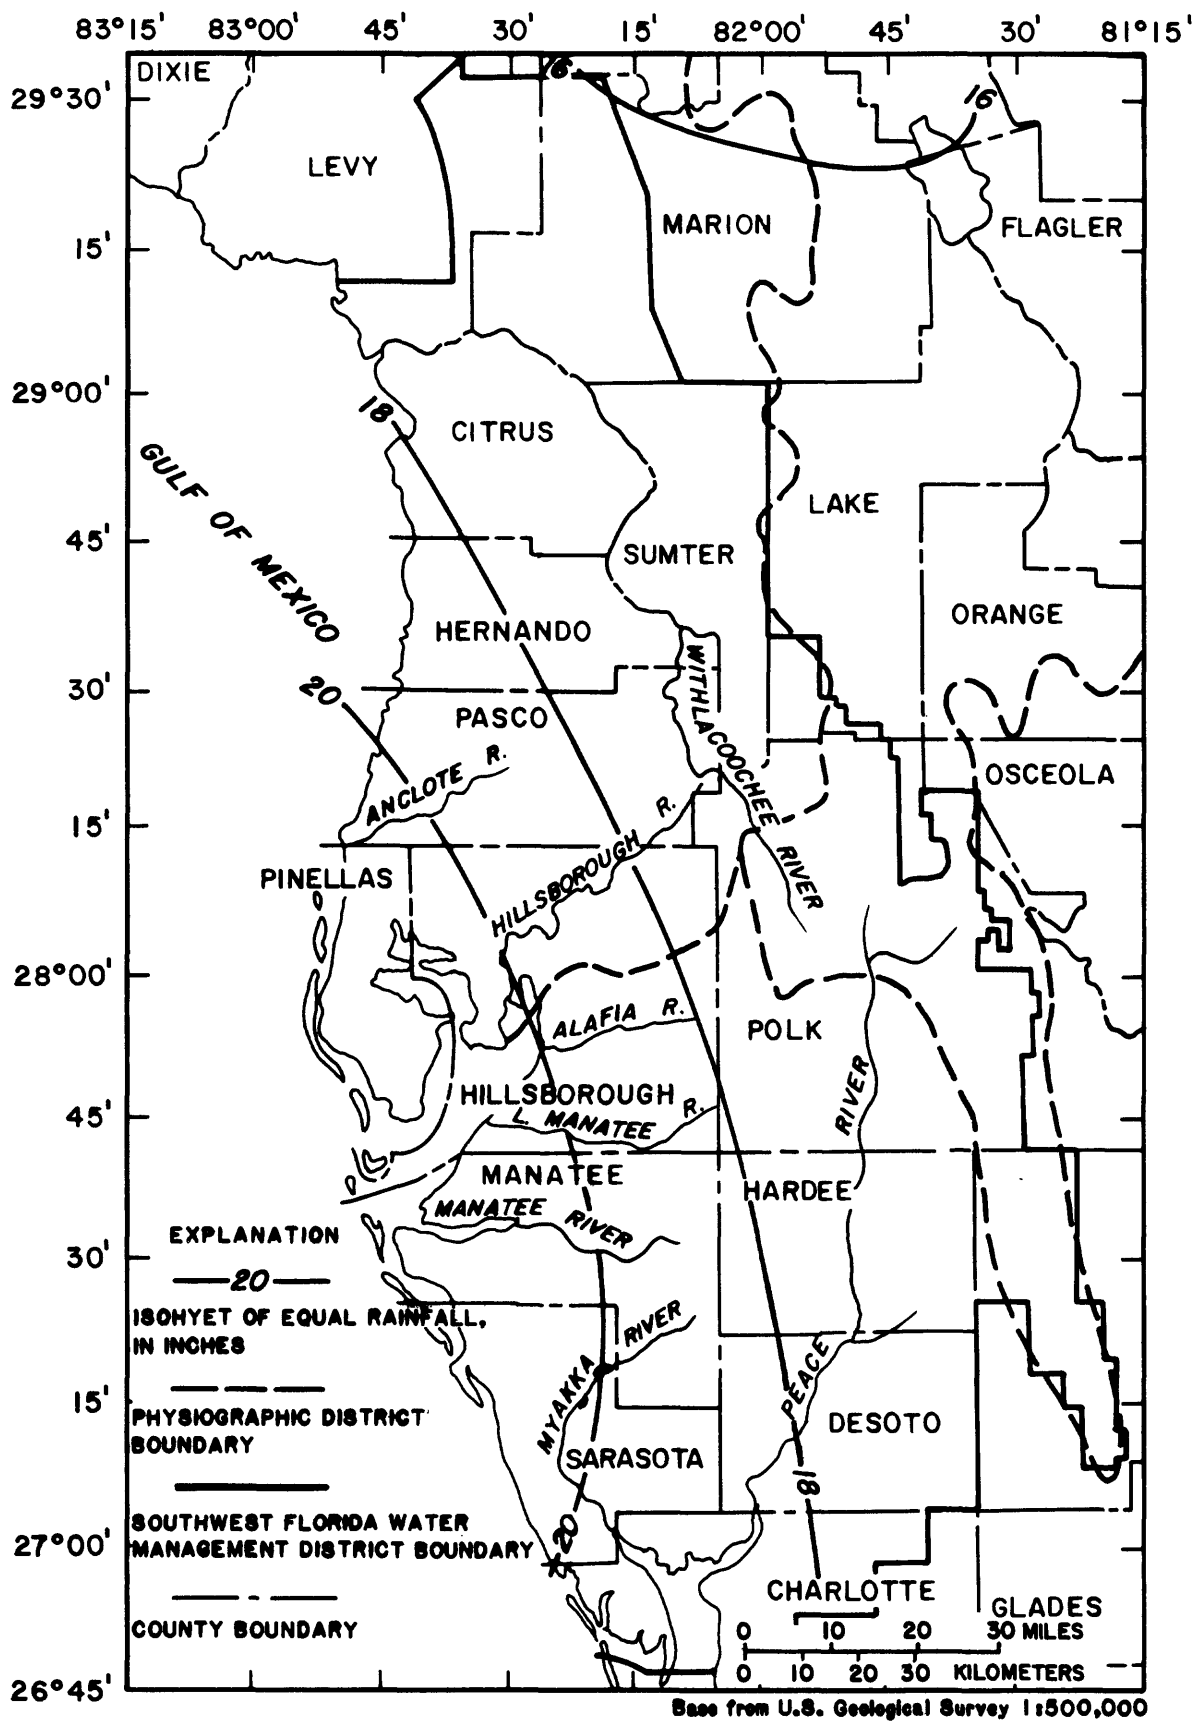 83°15' 83°00' 45' 30' 15' 82°00' 45' 30' 81°15'
DIXIE
29°30'
16
16
LEVY
MARION
FLAGLER
15'
29°00'
18
CITRUS
GULF OF MEXICO
LAKE
45'
SUMTER
ORANGE
HERNANDO
WITHLACOOCHEE RIVER
30'
20
PASCO
OSCEOLA
ANCLOTE R.
15'
HILLSBOROUGH R.
PINELLAS
28°00'
ALAFIA R.
POLK
HILLSBOROUGH
45'
L. MANATEE R.
RIVER
MANATEE
HARDEE
MANATEE RIVER
EXPLANATION
30'
20
ISOHYET OF EQUAL RAINFALL,
IN INCHES
MYAKKA RIVER
PEACE
15'
PHYSIOGRAPHIC DISTRICT
BOUNDARY
DESOTO
SARASOTA
18
SOUTHWEST FLORIDA WATER
MANAGEMENT DISTRICT BOUNDARY
20
27°00'
CHARLOTTE
GLADES
COUNTY BOUNDARY
0 10 20 30 MILES
0 10 20 30 KILOMETERS
26°45'
Base from U.S. Geological Survey 1:500,000